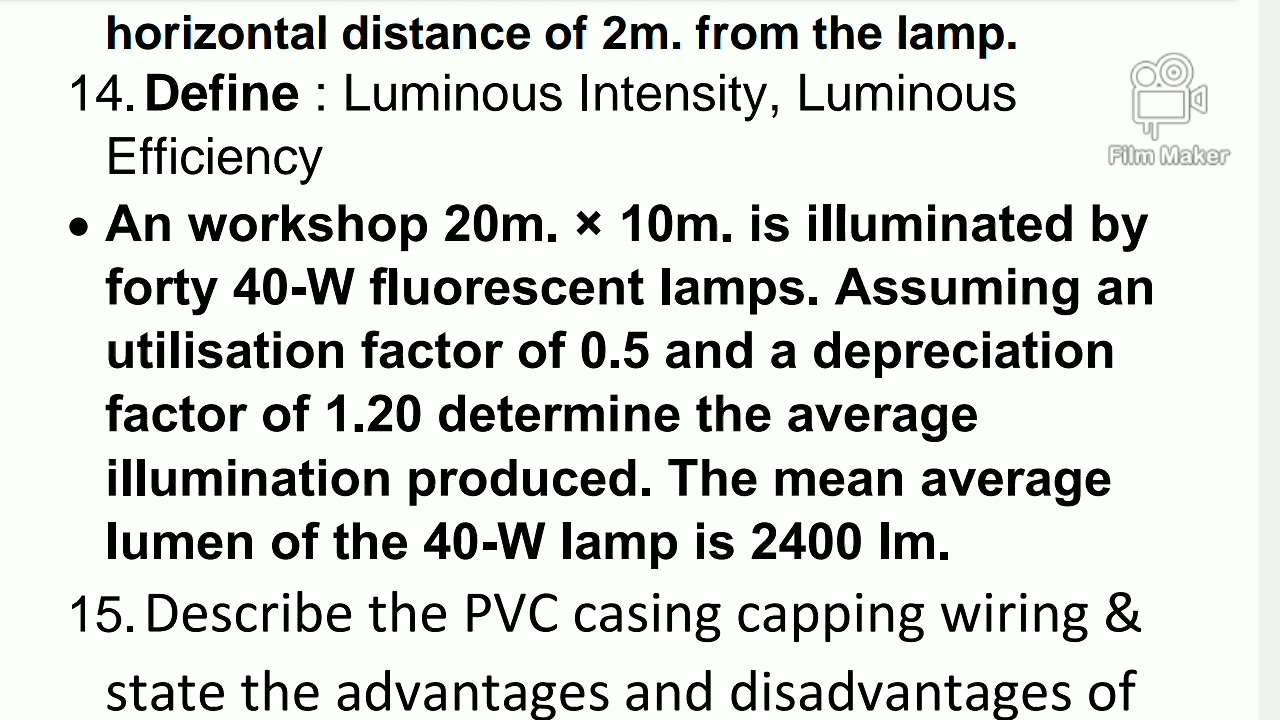 horizontal distance of 2m. from the lamp.
14. Define : Luminous Intensity, Luminous
Efficiency
Film Maker
• An workshop 20m. × 10m. is illuminated by
forty 40-W fluorescent lamps. Assuming an
utilisation factor of 0.5 and a depreciation
factor of 1.20 determine the average
illumination produced. The mean average
lumen of the 40-W lamp is 2400 lm.
15. Describe the PVC casing capping wiring &
state the advantages and disadvantages of